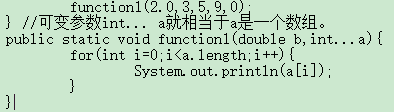 function1(2.0,3,5,9,0);
} //可变参数int... a就相当于a是一个数组。
public static void function1(double b,int...a){
for(int i=0;i<a.length;i++){
System.out.println(a[i]);
}
}